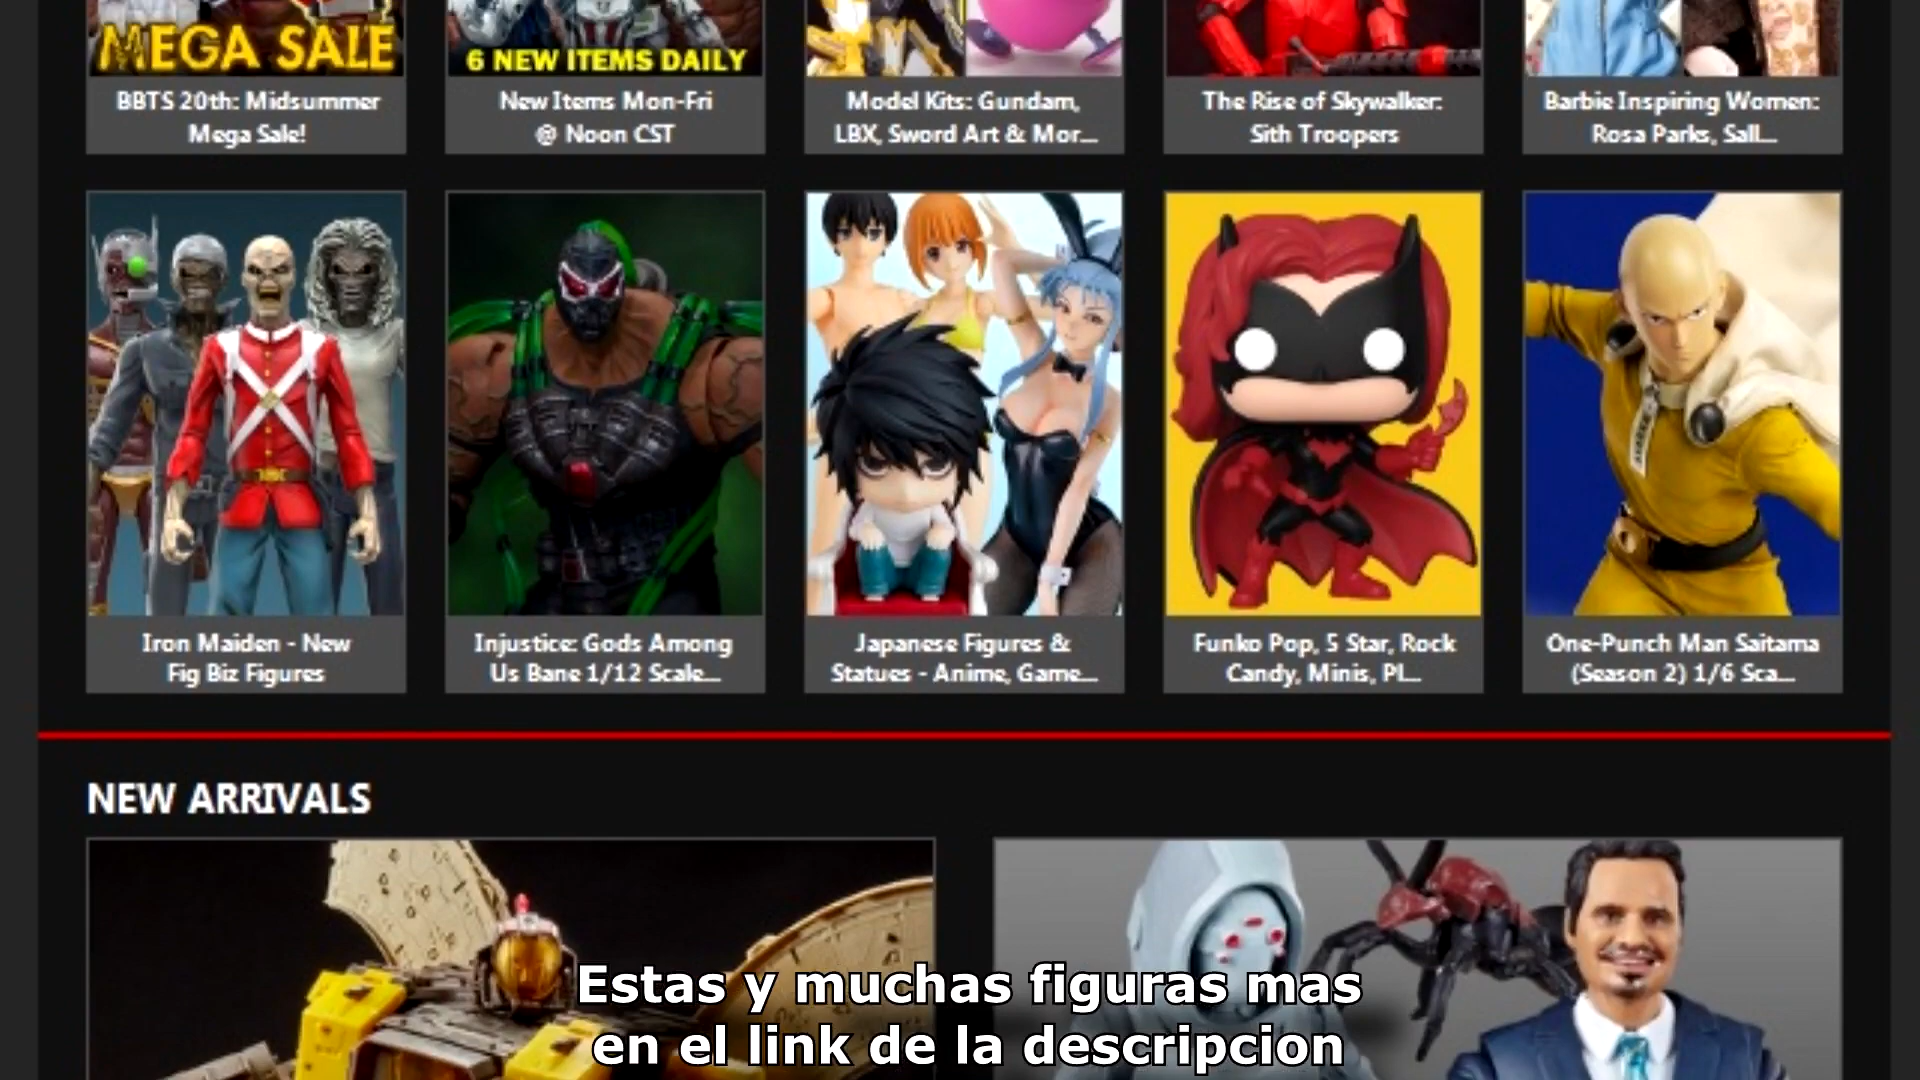 MEGA SALE
6 NEW ITEMS DAILY
BBTS 20th: Midsummer
Mega Sale!
New Items Mon-Fri
@ Noon CST
Model Kits: Gundam,
LBX, Sword Art & Mor...
The Rise of Skywalker:
Sith Troopers
Barbie Inspiring Women:
Rosa Parks, Sall...
Iron Maiden - New
Fig Biz Figures
Injustice: Gods Among
Us Bane 1/12 Scale...
Japanese Figures &
Statues - Anime, Game...
Funko Pop, 5 Star, Rock
Candy, Minis, Pl...
One-Punch Man Saitama
(Season 2) 1/6 Sca...
NEW ARRIVALS
Estas y muchas figuras mas
en el link de la descripcion